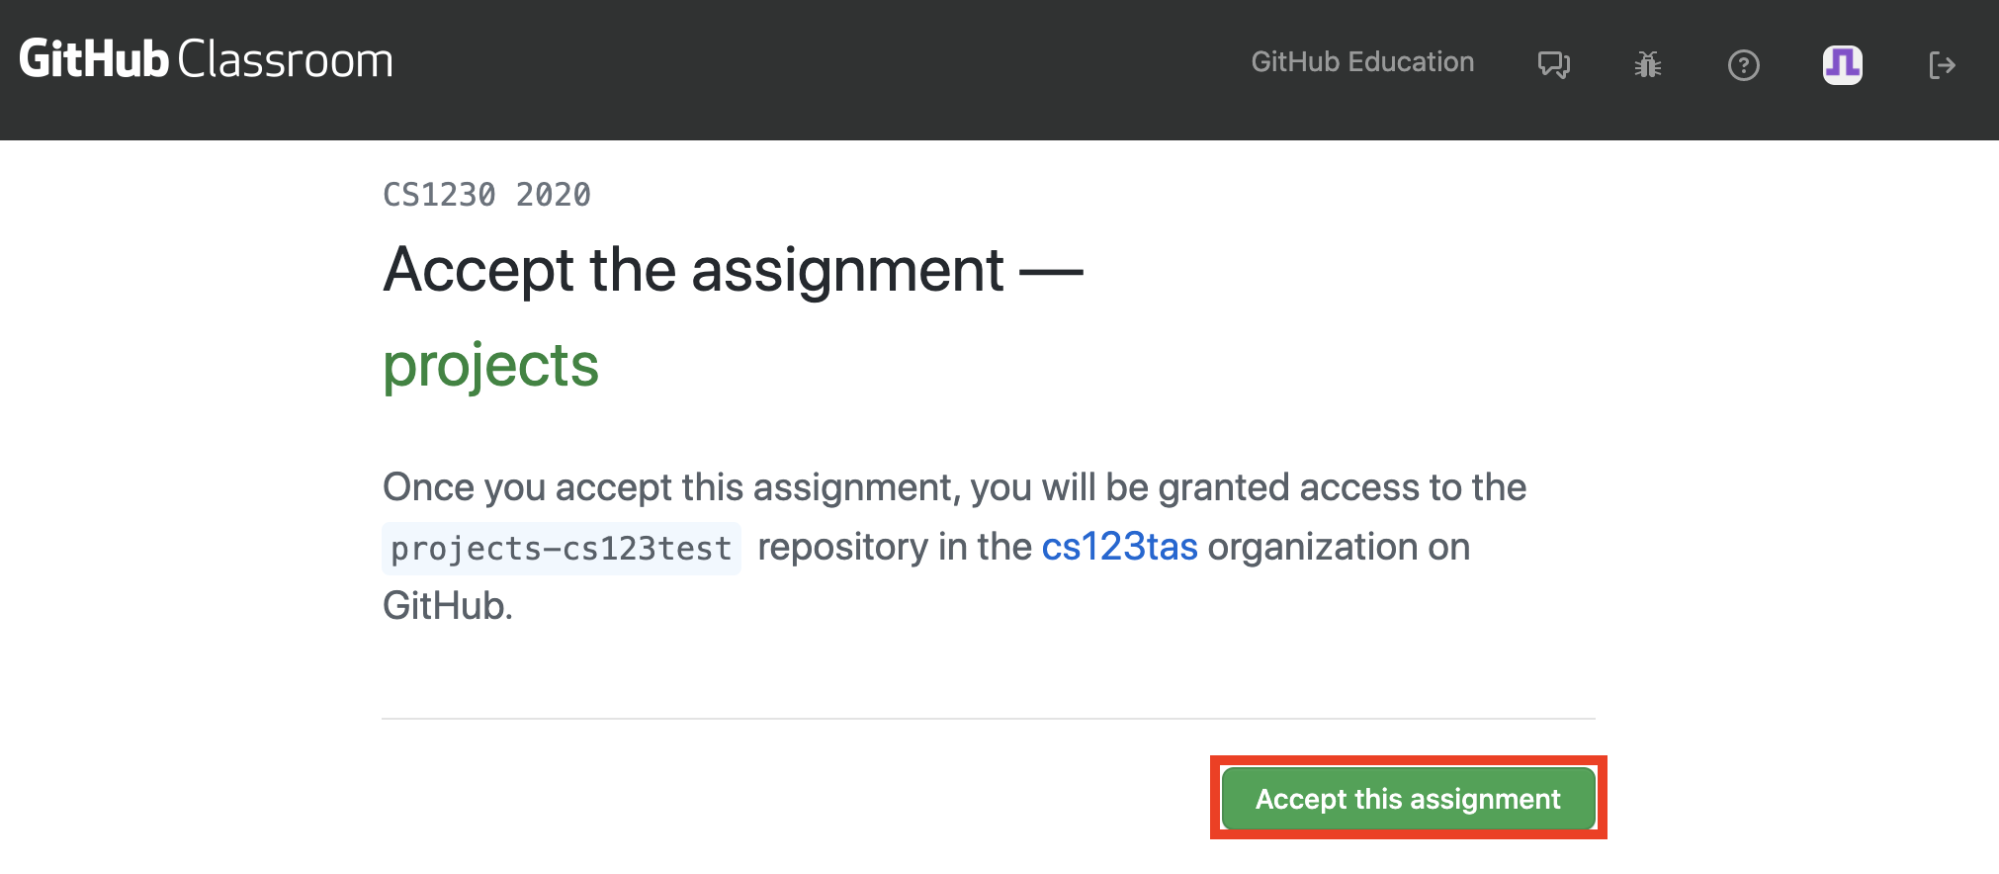 GitHub Classroom
GitHub Education
CS1230 2020
Accept the assignment —
projects
Once you accept this assignment, you will be granted access to the
projects-cs123test repository in the cs123tas organization on
GitHub.
Accept this assignment